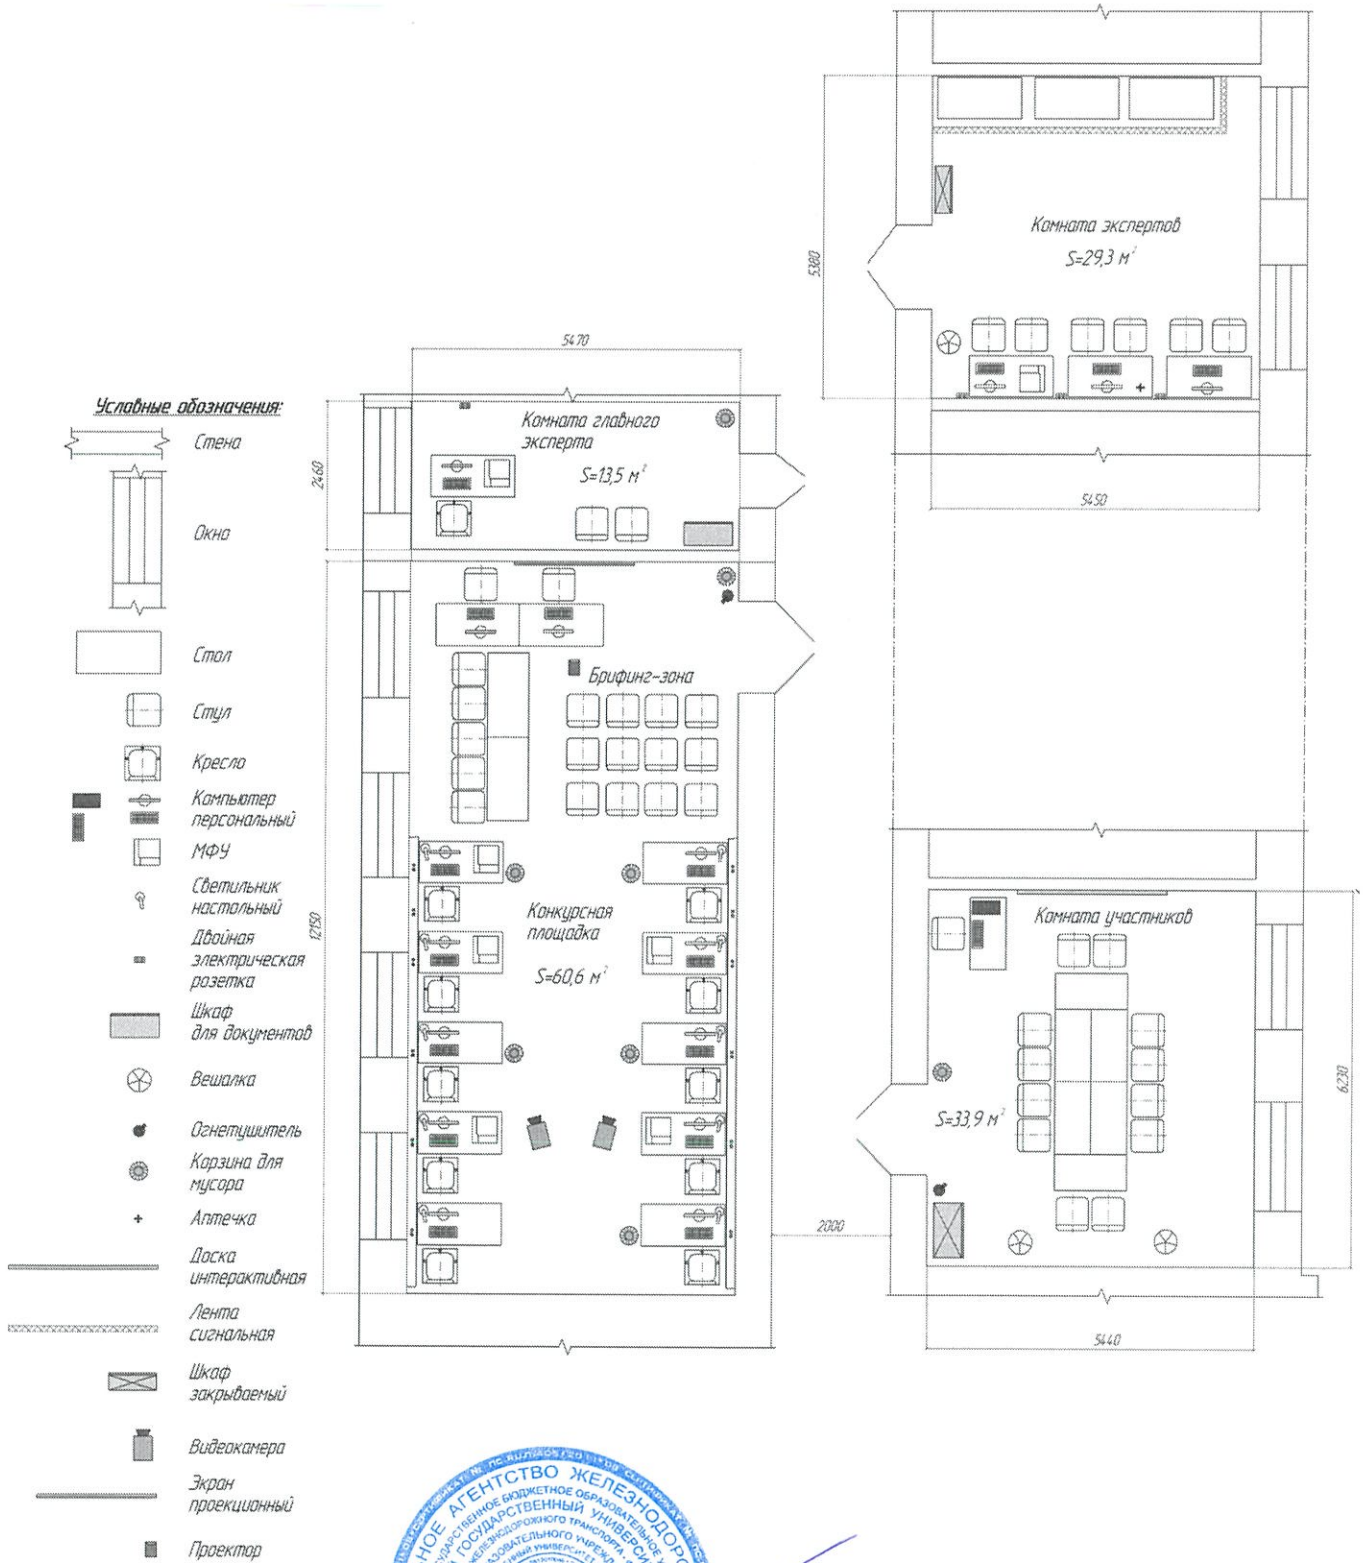 Условные обозначения:
Стена
Окно
Стол
Стул
Кресло
Компьютер
персональный
МФУ
Светильник
настольный
Двойная
электрическая
розетка
Шкаф
для документов
Вешалка
Огнетушитель
Корзина для
мусора
Аптечка
Доска
интерактивная
Лента
сигнальная
Шкаф
закрываемый
Видеокамера
Экран
проекционный
Проектор
5470
2460
Комната главного
эксперта
S=13,5 м²
12150
Брифинг-зона
Конкурсная
площадка
S=60,6 м²
2000
5380
Комната экспертов
S=29,3 м²
5450
Комната участников
S=33,9 м²
6230
5440
АГЕНТСТВО ЖЕЛЕЗНОДОРО
ГОСУДАРСТВЕННЫЙ УНИВЕРСИ